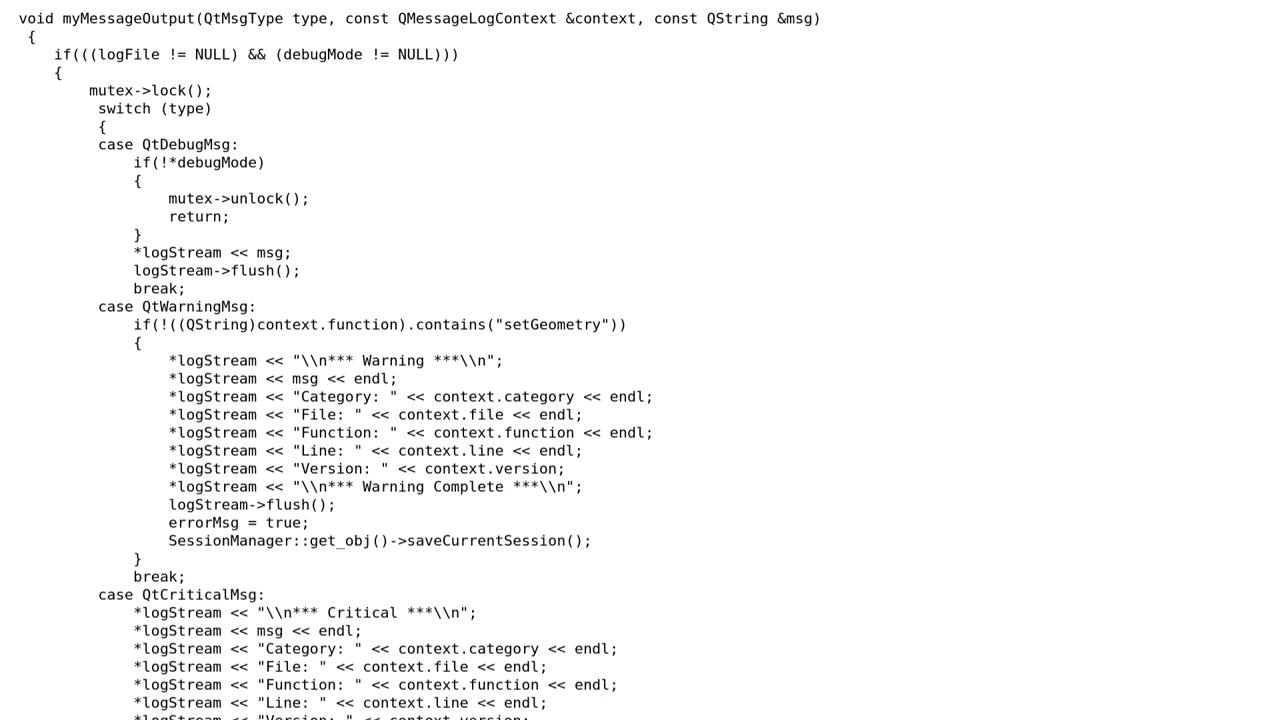 void myMessageOutput(QtMsgType type, const QMessageLogContext &context, const QString &msg)
 {
    if(((logFile != NULL) && (debugMode != NULL)))
    {
        mutex->lock();
         switch (type)
         {
         case QtDebugMsg:
             if(!*debugMode)
             {
                 mutex->unlock();
                 return;
             }
             *logStream << msg;
             logStream->flush();
             break;
         case QtWarningMsg:
             if(!((QString)context.function).contains("setGeometry"))
             {
                 *logStream << "\\n*** Warning ***\\n";
                 *logStream << msg << endl;
                 *logStream << "Category: " << context.category << endl;
                 *logStream << "File: " << context.file << endl;
                 *logStream << "Function: " << context.function << endl;
                 *logStream << "Line: " << context.line << endl;
                 *logStream << "Version: " << context.version;
                 *logStream << "\\n*** Warning Complete ***\\n";
                 logStream->flush();
                 errorMsg = true;
                 SessionManager::get_obj()->saveCurrentSession();
             }
             break;
         case QtCriticalMsg:
             *logStream << "\\n*** Critical ***\\n";
             *logStream << msg << endl;
             *logStream << "Category: " << context.category << endl;
             *logStream << "File: " << context.file << endl;
             *logStream << "Function: " << context.function << endl;
             *logStream << "Line: " << context.line << endl;
             *logStream << "Version: " << context.version;